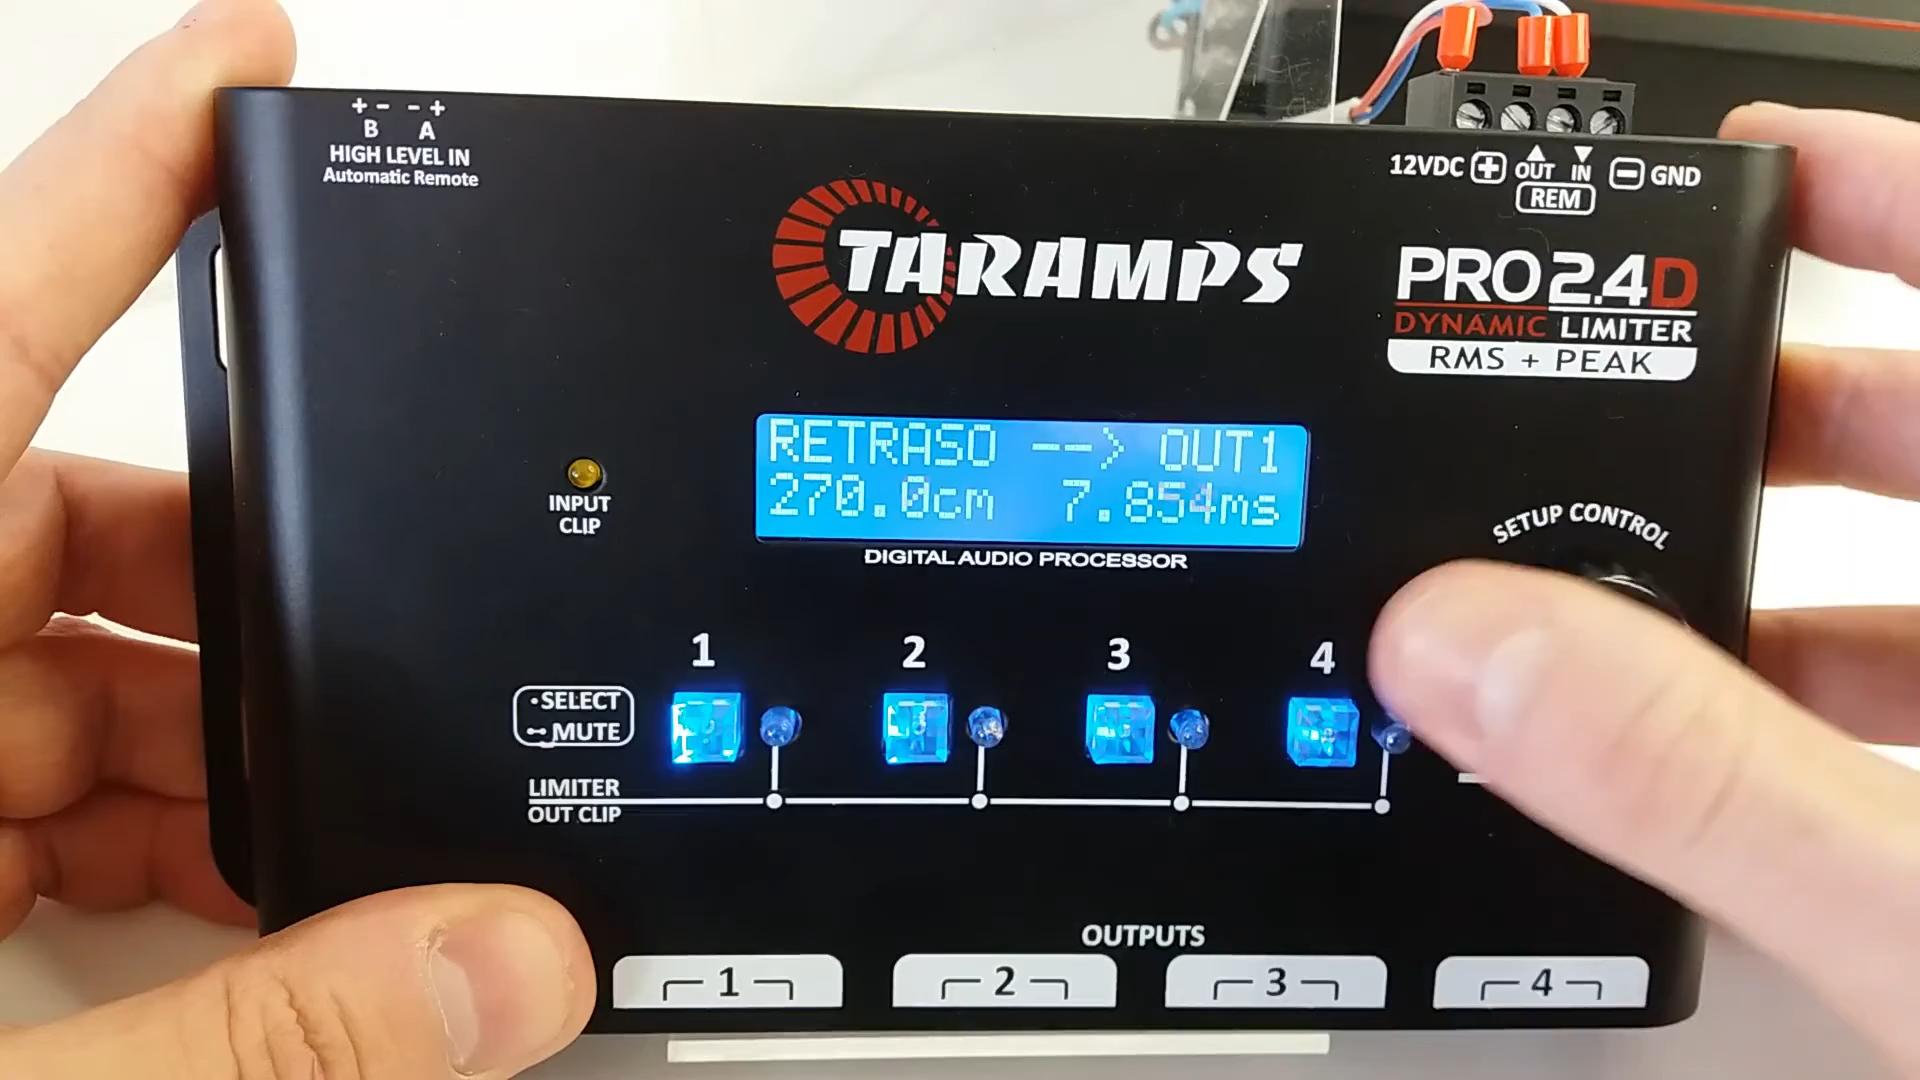 + - - +
B A
HIGH LEVEL IN
Automatic Remote
12VDC + OUT IN - GND
REM
TARAMPS
PRO 2.4D
DYNAMIC LIMITER
RMS + PEAK
RETRASO --> OUT1
270.0cm 7.854ms
DIGITAL AUDIO PROCESSOR
INPUT
CLIP
SETUP CONTROL
1 2 3 4
SELECT
MUTE
LIMITER
OUT CLIP
OUTPUTS
1 2 3 4